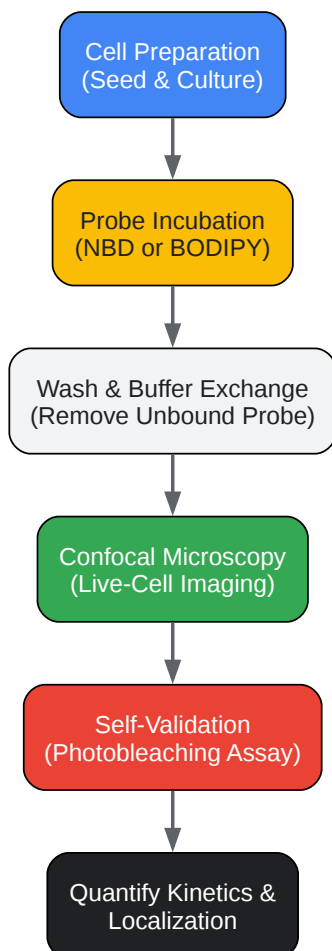 Cell Preparation
(Seed & Culture)
Probe Incubation
(NBD or BODIPY)
Wash & Buffer Exchange
(Remove Unbound Probe)
Confocal Microscopy
(Live-Cell Imaging)
Self-Validation
(Photobleaching Assay)
Quantify Kinetics &
Localization